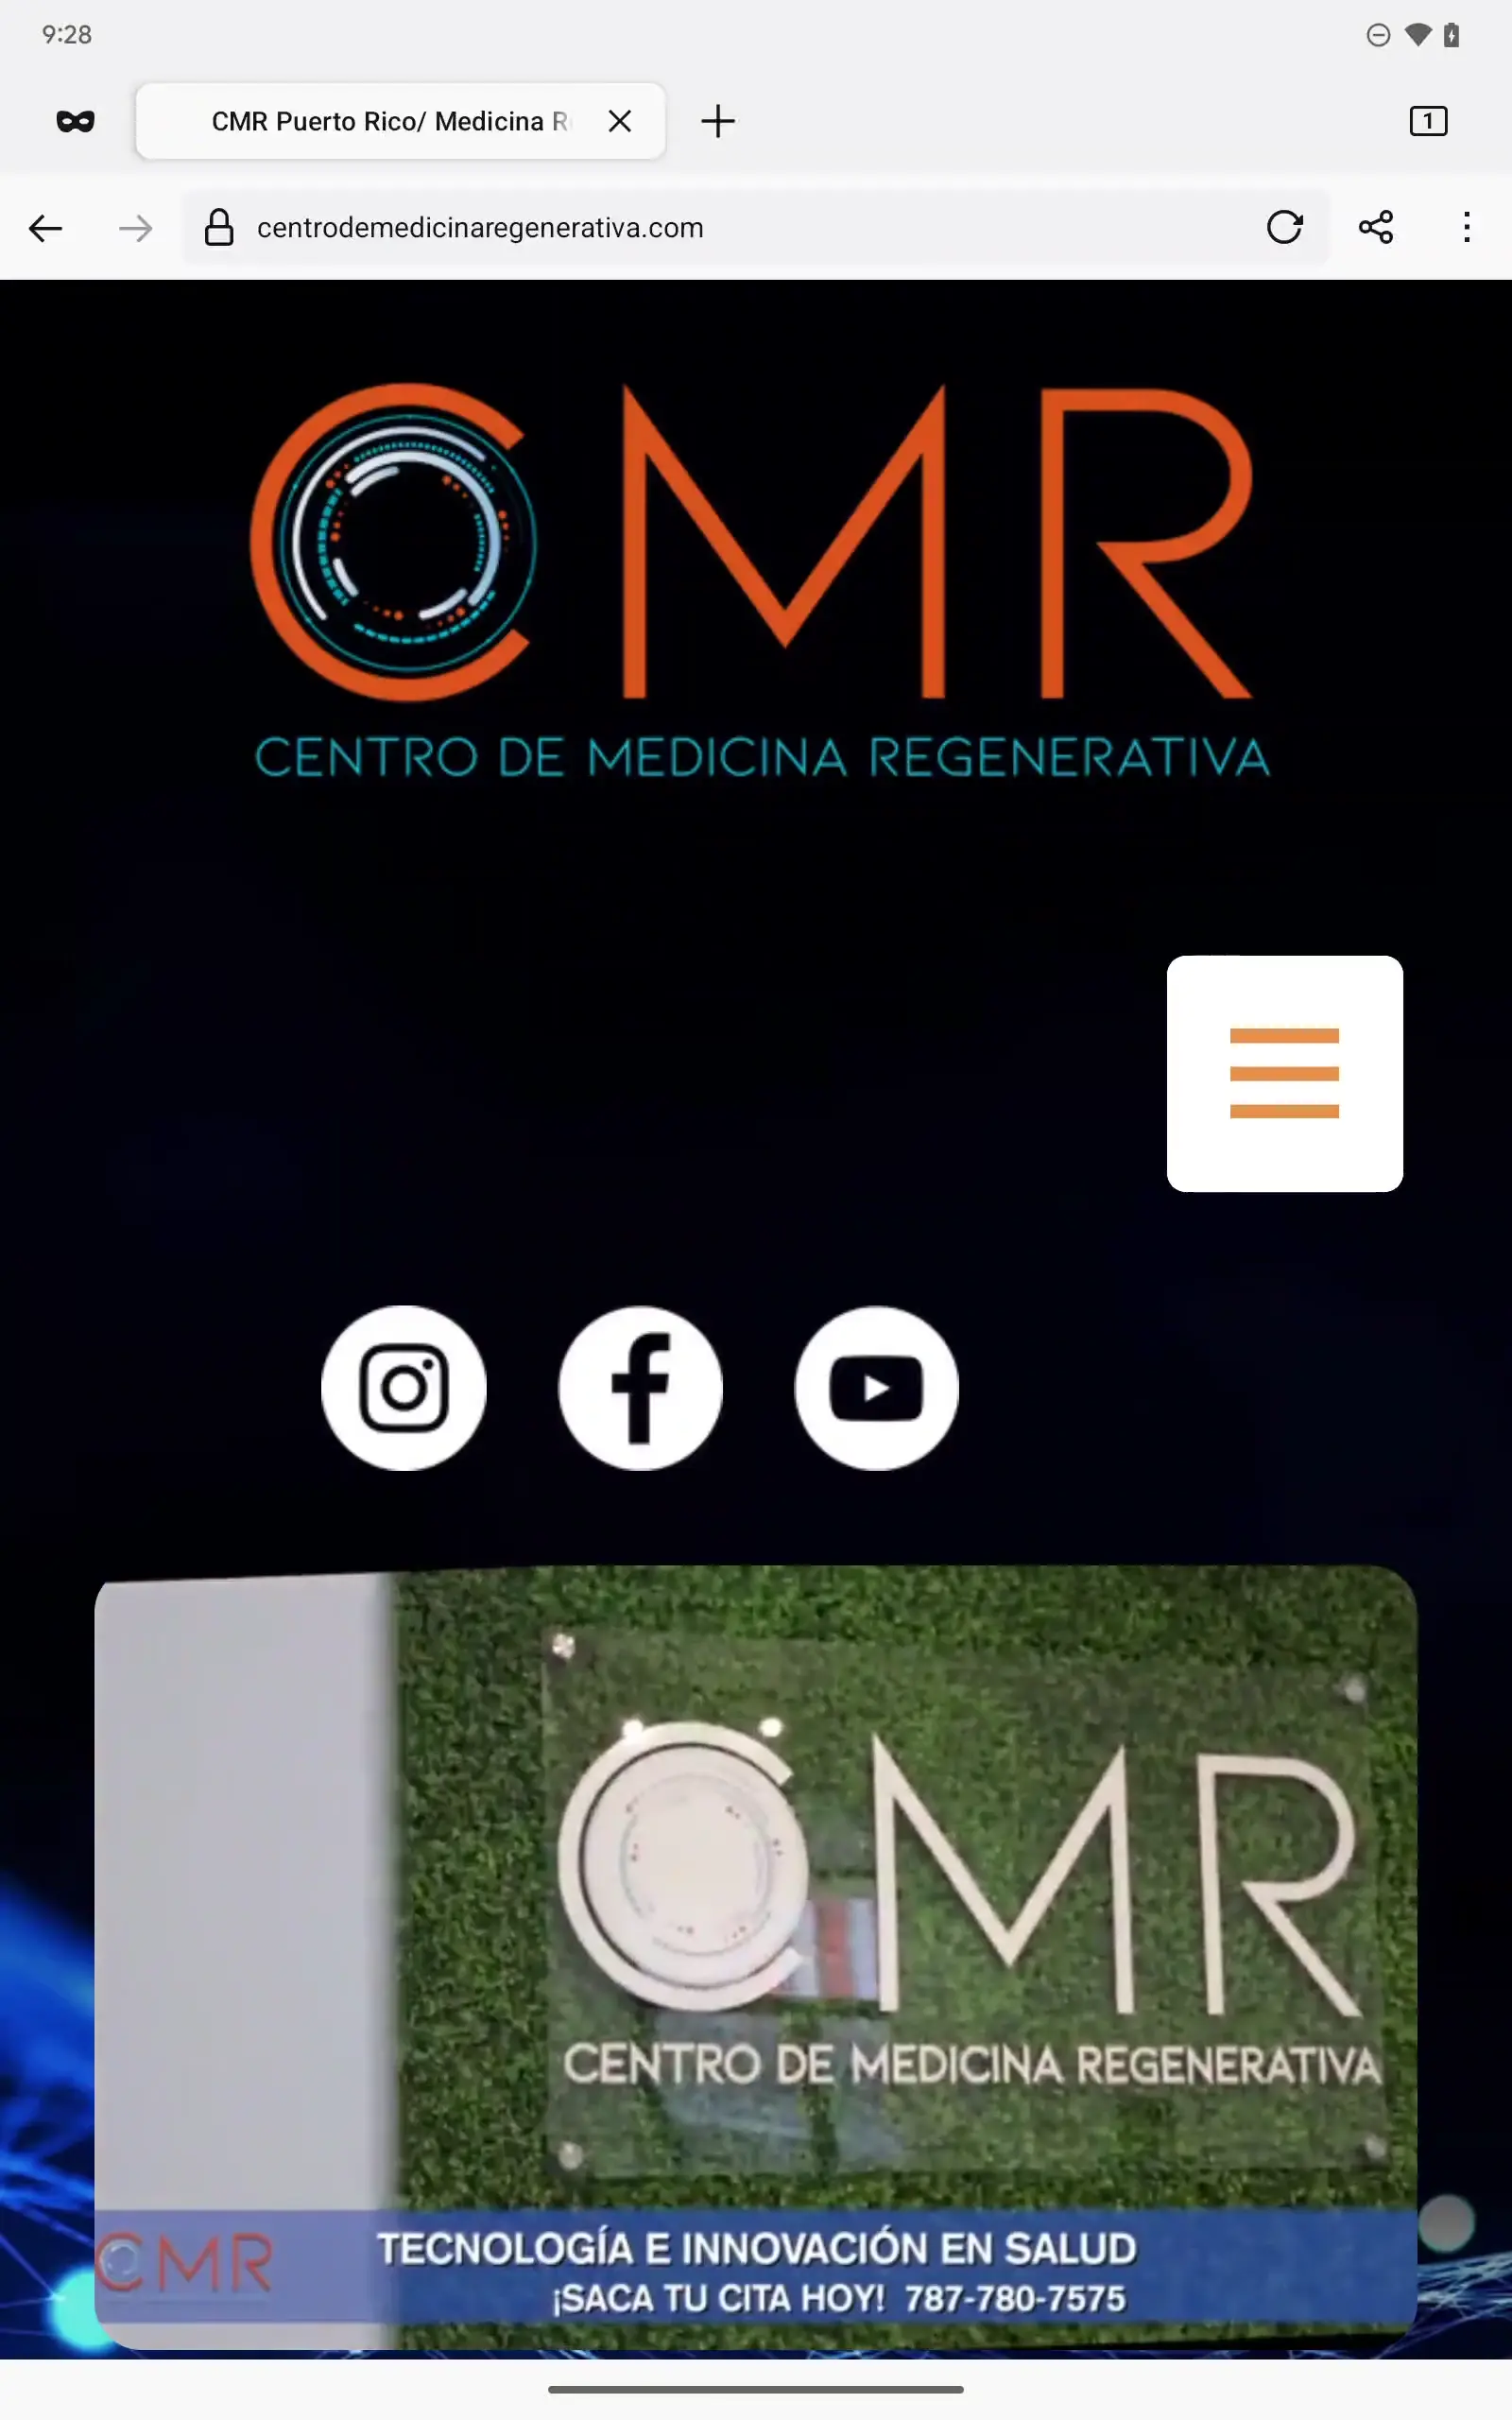 9:28
CMR Puerto Rico/ Medicina R
1
centrodemedicinaregenerativa.com
CMR
CENTRO DE MEDICINA REGENERATIVA
CMR
CENTRO DE MEDICINA REGENERATIVA
CMR
TECNOLOGÍA E INNOVACIÓN EN SALUD
¡SACA TU CITA HOY! 787-780-7575